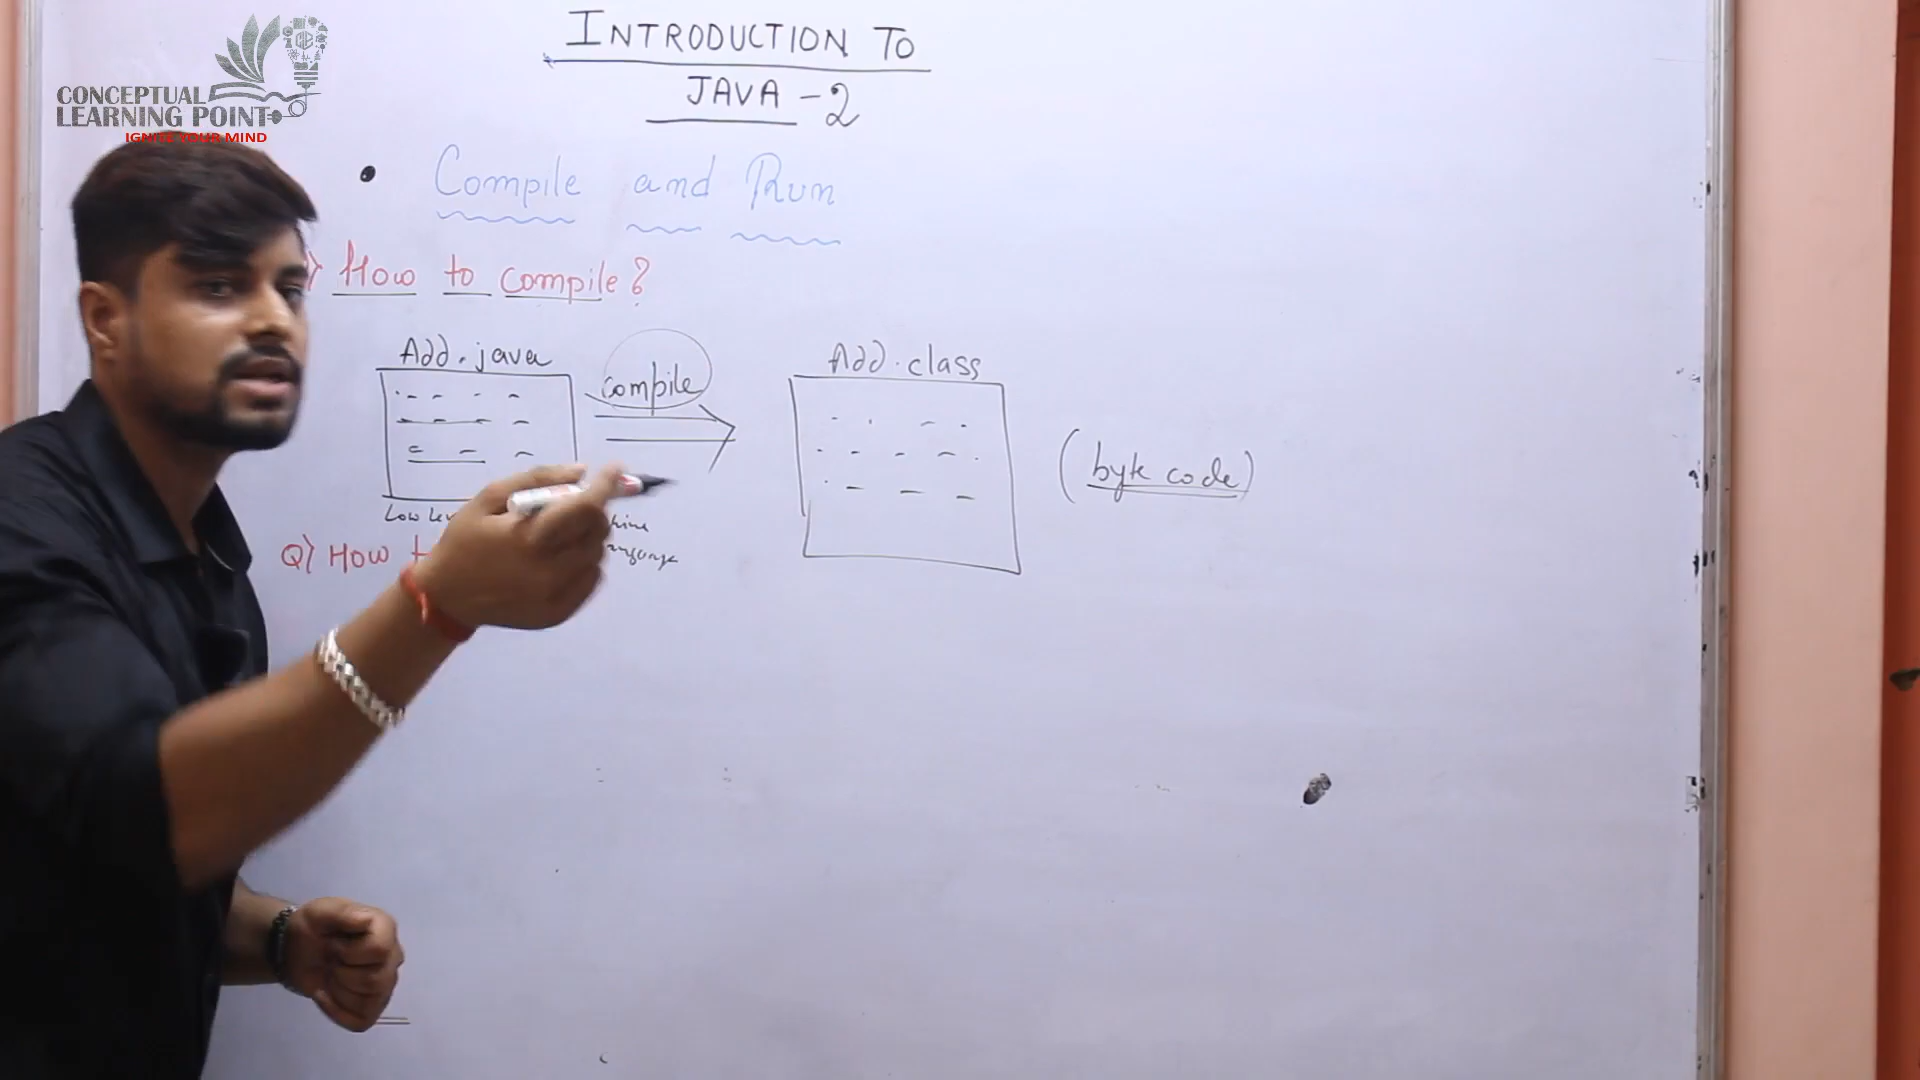 CONCEPTUAL
LEARNING POINT
IGNITE YOUR MIND
INTRODUCTION TO
JAVA - 2
• Compile and Run
) How to compile?
Add.java
compile
Add.class
(byte code)
Low Lev
Q) How t